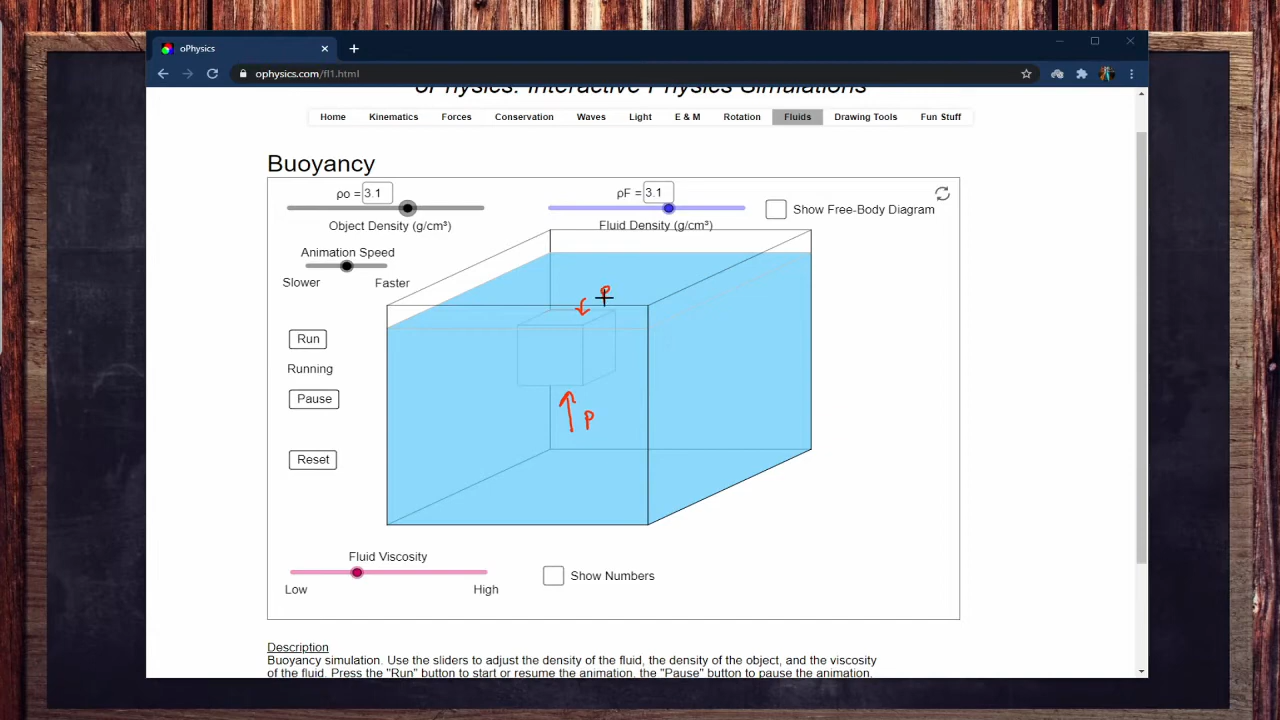 oPhysics
ophysics.com/fl1.html
oPhysics: Interactive Physics Simulations
Home Kinematics Forces Conservation Waves Light E & M Rotation Fluids Drawing Tools Fun Stuff
Buoyancy
ρo = 3.1
ρF = 3.1
Show Free-Body Diagram
Object Density (g/cm³)
Fluid Density (g/cm³)
Animation Speed
Slower Faster
P
Run
Running
Pause
P
Reset
Fluid Viscosity
Low High
Show Numbers
Description
Buoyancy simulation. Use the sliders to adjust the density of the fluid, the density of the object, and the viscosity
of the fluid. Press the "Run" button to start or resume the animation, the "Pause" button to pause the animation,